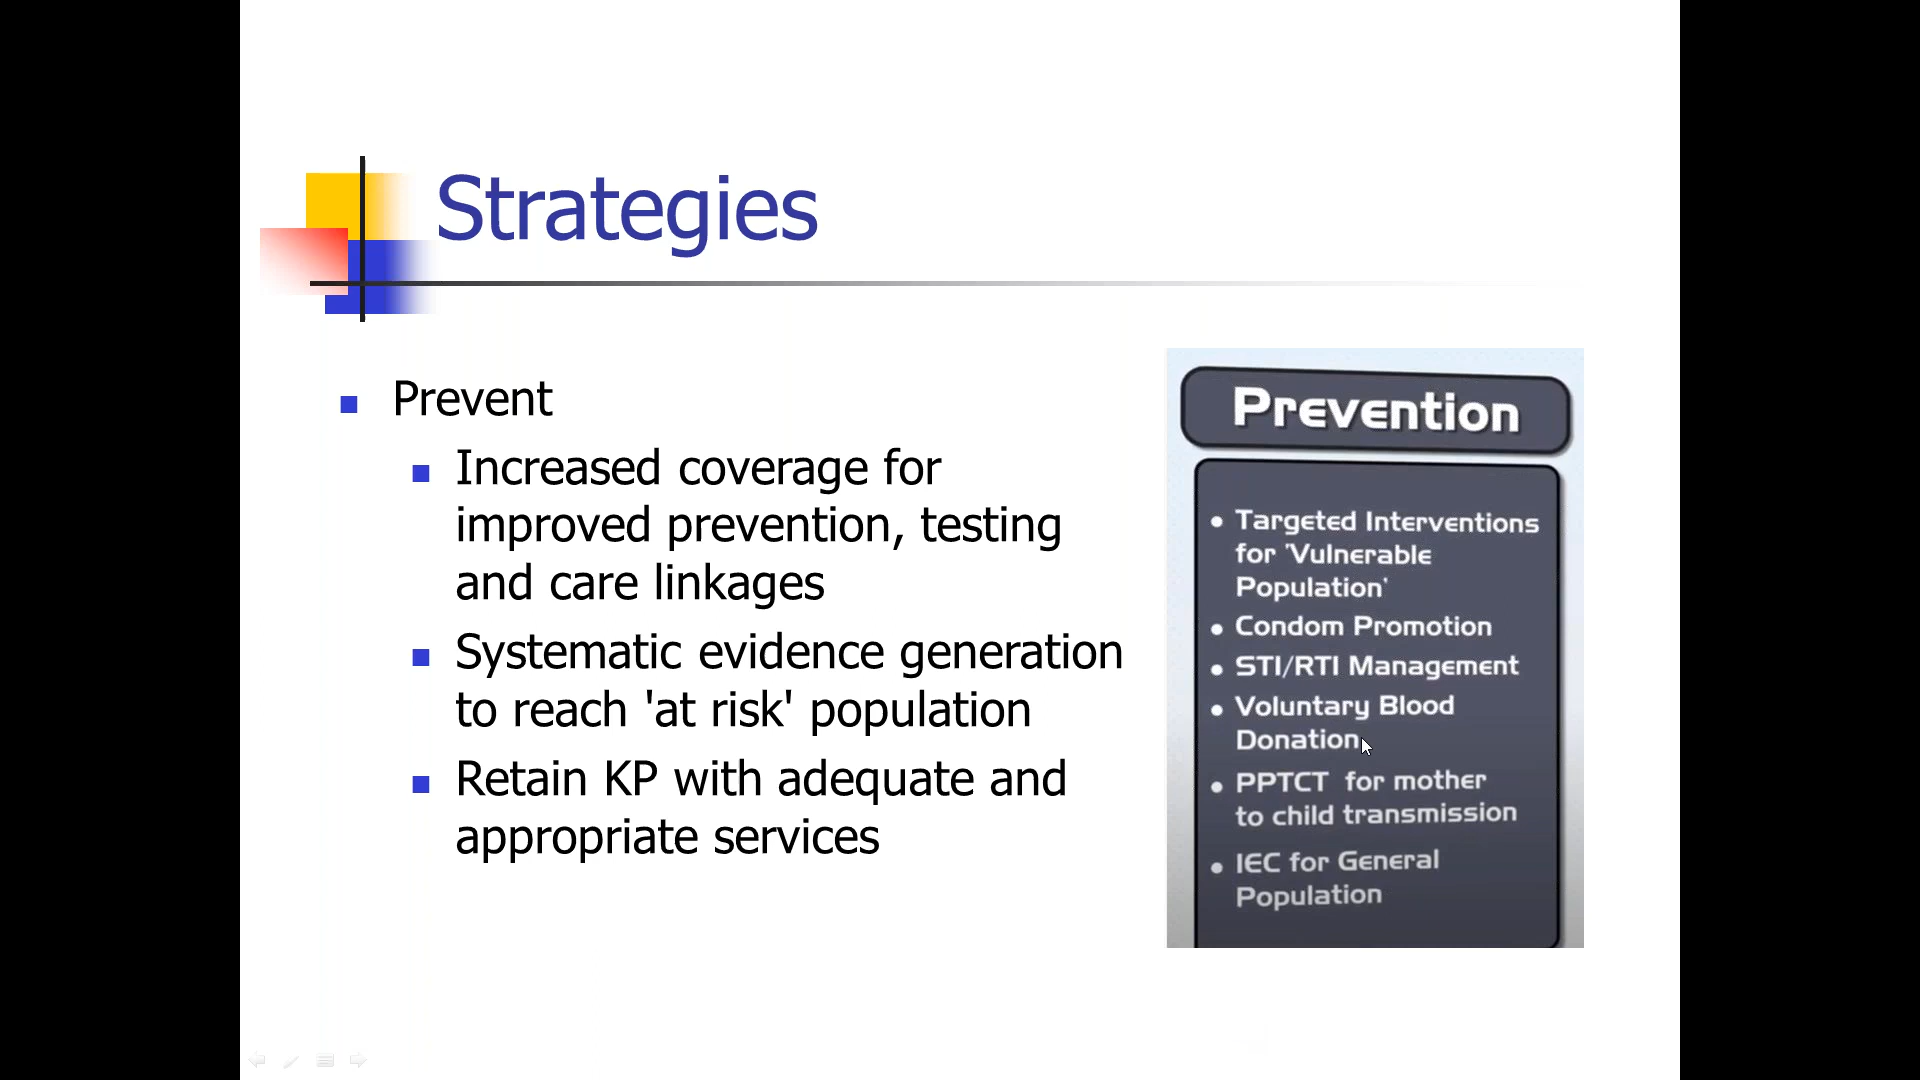 Strategies
Prevent
Increased coverage for
improved prevention, testing
and care linkages
Systematic evidence generation
to reach 'at risk' population
Retain KP with adequate and
appropriate services
Prevention
Targeted Interventions
for 'Vulnerable
Population'
Condom Promotion
STI/RTI Management
Voluntary Blood
Donation
PPTCT for mother
to child transmission
IEC for General
Population